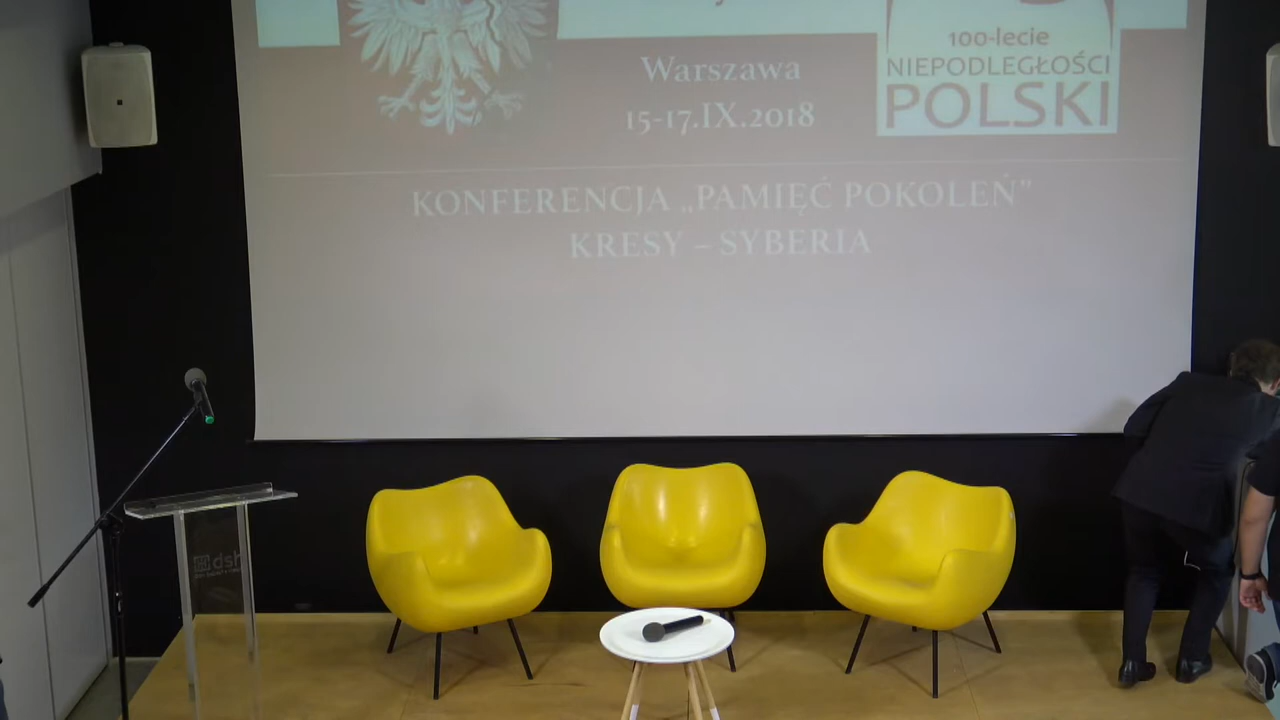 100-lecie
NIEPODLEGŁOŚCI
POLSKI
Warszawa
15-17.IX.2018
KONFERENCJA „PAMIĘĆ POKOLEŃ”
KRESY – SYBERIA
dsh